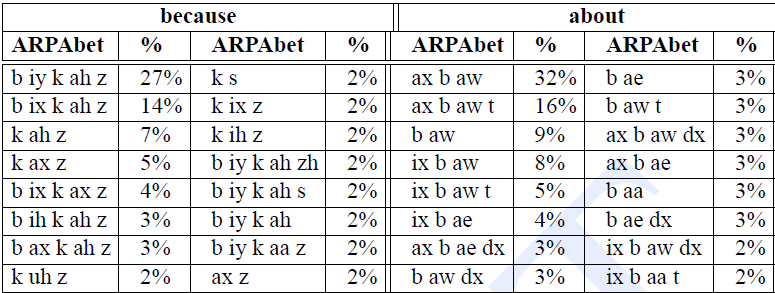 because about
ARPAbet % ARPAbet % ARPAbet % ARPAbet %
b iy k ah z 27% k s 2% ax b aw 32% b ae 3%
b ix k ah z 14% k ix z 2% ax b aw t 16% b aw t 3%
k ah z 7% k ih z 2% b aw 9% ax b aw dx 3%
k ax z 5% b iy k ah zh 2% ix b aw 8% ax b ae 3%
b ix k ax z 4% b iy k ah s 2% ix b aw t 5% b aa 3%
b ih k ah z 3% b iy k ah 2% ix b ae 4% b ae dx 3%
b ax k ah z 3% b iy k aa z 2% ax b ae dx 3% ix b aw dx 2%
k uh z 2% ax z 2% b aw dx 3% ix b aa t 2%